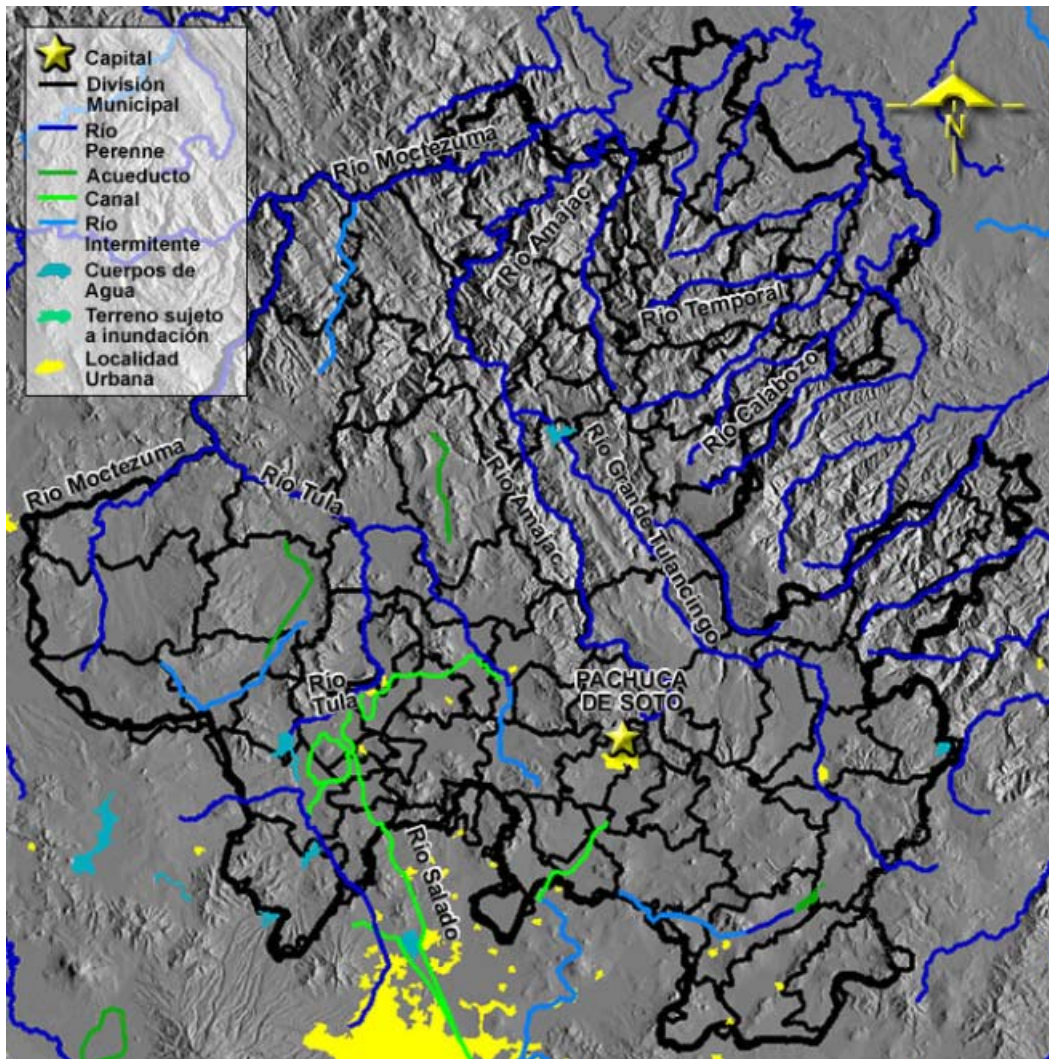 Capital
División
Municipal
Río
Perenne
Acueducto
Canal
Río
Intermitente
Cuerpos de
Agua
Terreno sujeto
a inundación
Localidad
Urbana
N
Río Moctezuma
Río Amajac
Río Temporal
Río Calabozo
Río Moctezuma
Río Tula
Río Amajac
Río Grande Tulancingo
Río
Tula
PACHUCA
DE SOTO
Río Salado